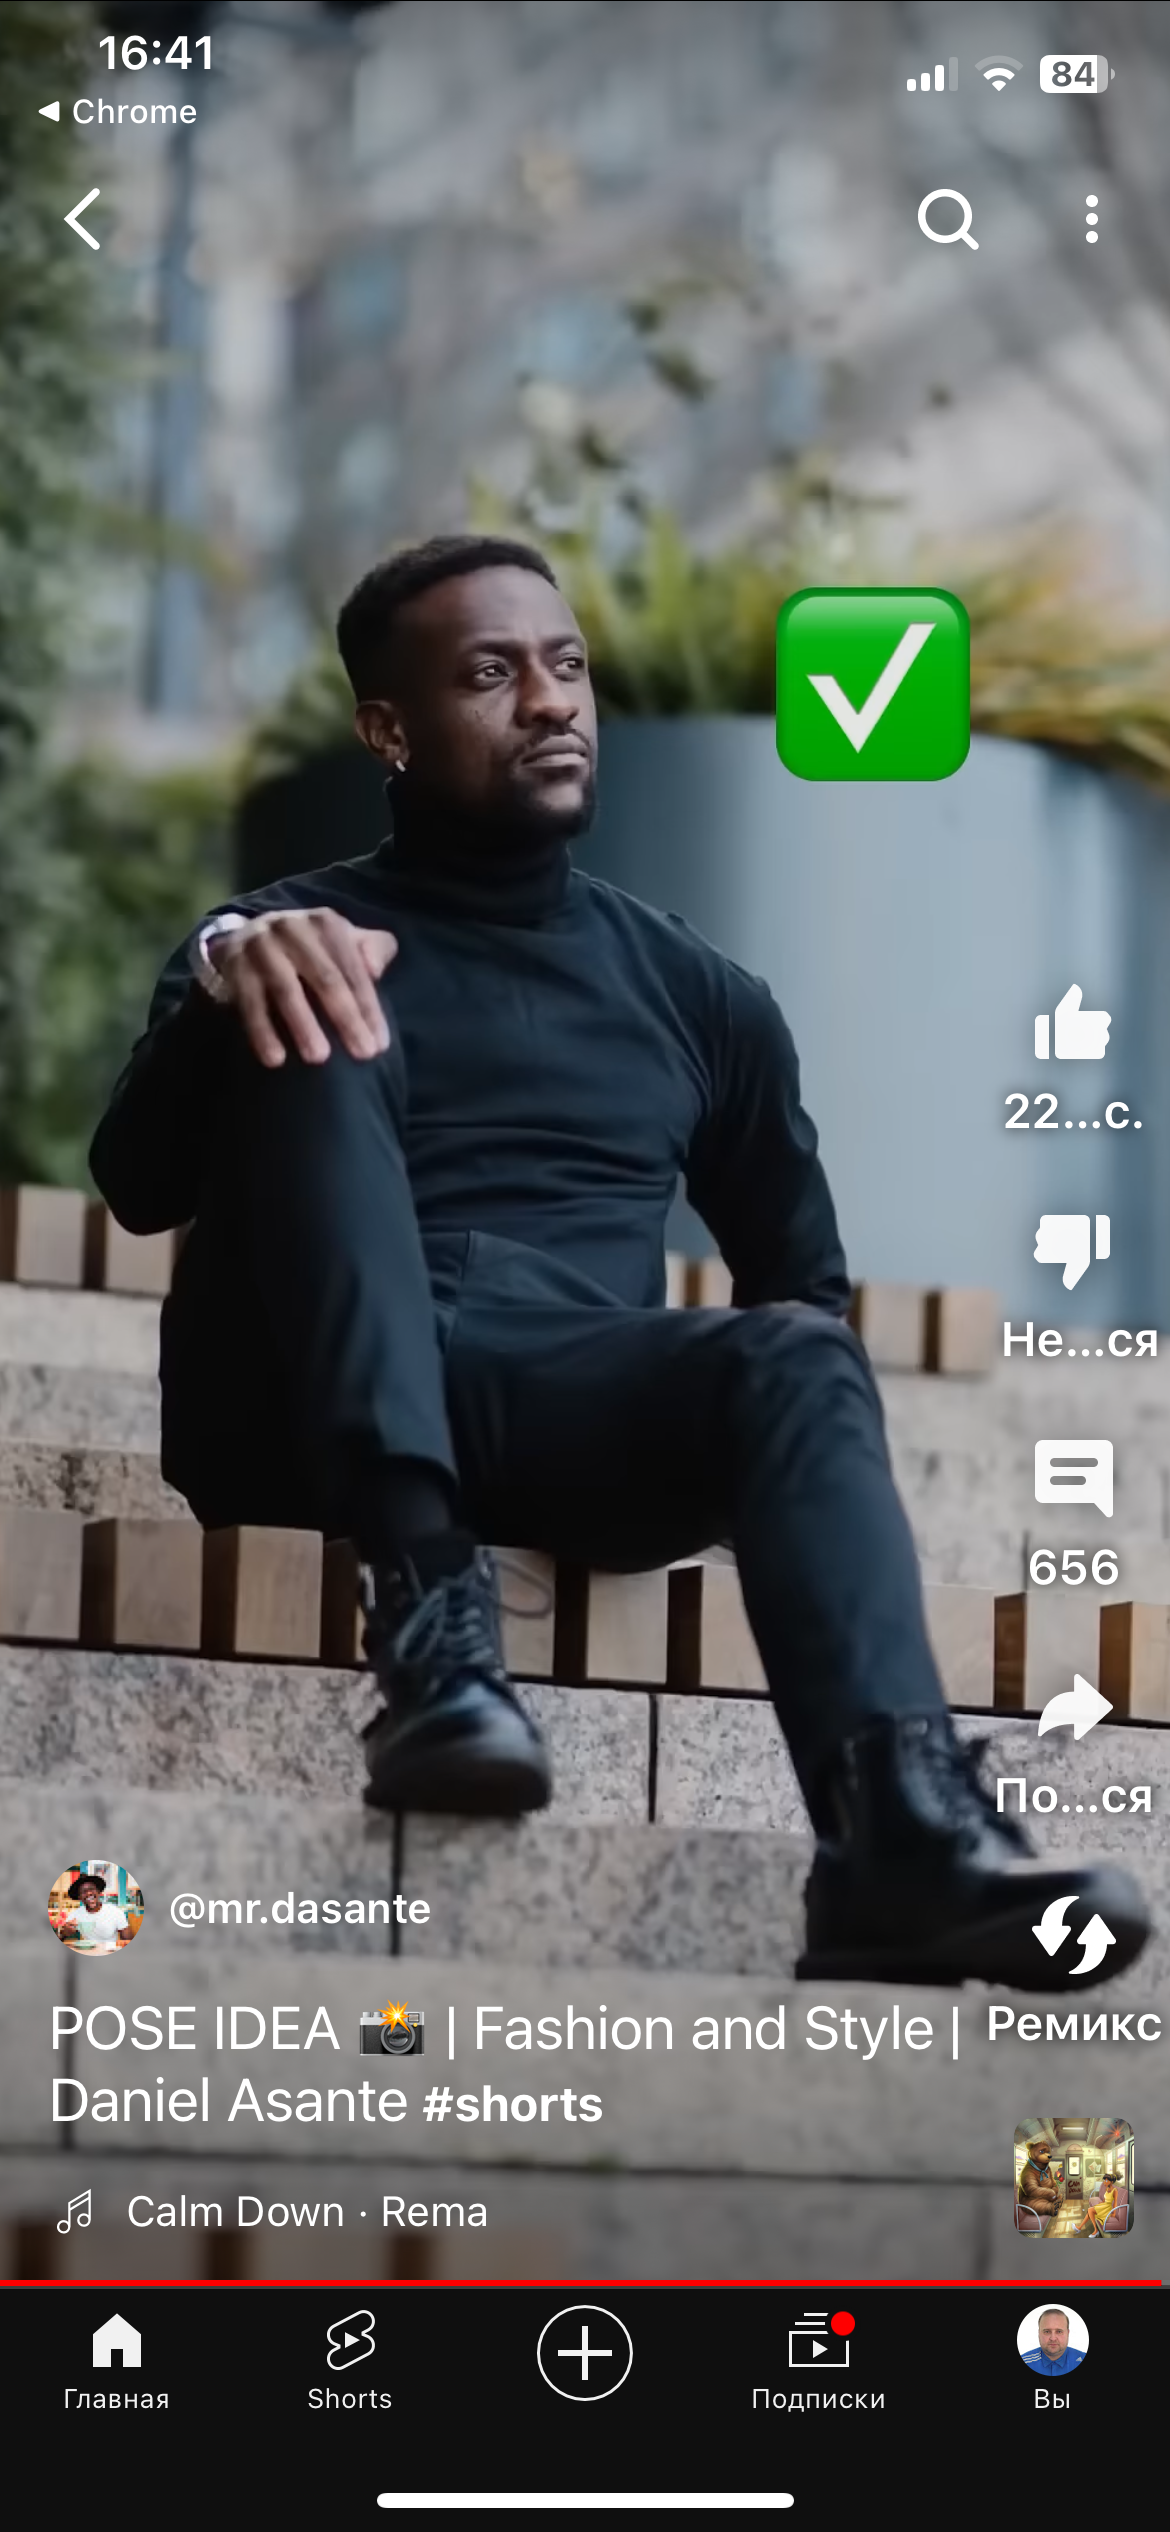 16:41
84
Chrome
22...с.
Не...ся
656
По...ся
@mr.dasante
POSE IDEA 📸 | Fashion and Style |
Daniel Asante #shorts
Ремикс
Calm Down · Rema
Главная
Shorts
Подписки
Вы